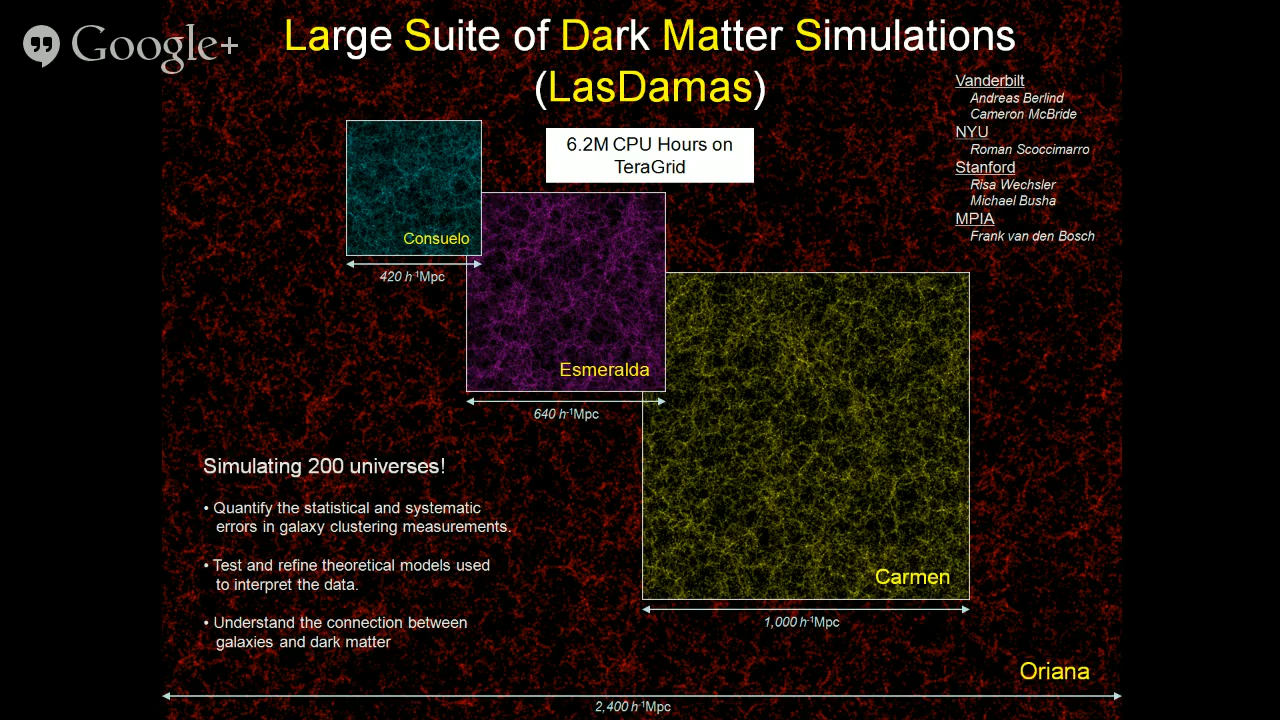 Google+
Large Suite of Dark Matter Simulations
(LasDamas)
Vanderbilt
Andreas Berlind
Cameron McBride
NYU
Roman Scoccimarro
Stanford
Risa Wechsler
Michael Busha
MPIA
Frank van den Bosch
6.2M CPU Hours on
TeraGrid
Consuelo
420 h⁻¹Mpc
Esmeralda
640 h⁻¹Mpc
Simulating 200 universes!
• Quantify the statistical and systematic
errors in galaxy clustering measurements.
• Test and refine theoretical models used
to interpret the data.
• Understand the connection between
galaxies and dark matter
Carmen
1,000 h⁻¹Mpc
Oriana
2,400 h⁻¹Mpc